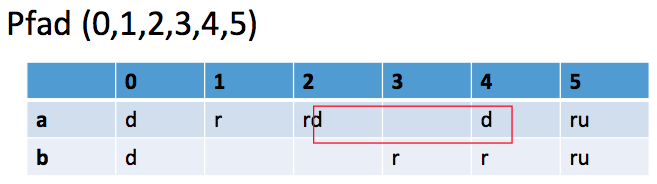 Pfad (0,1,2,3,4,5)
0 1 2 3 4 5
a d r rd d ru
b d r r ru